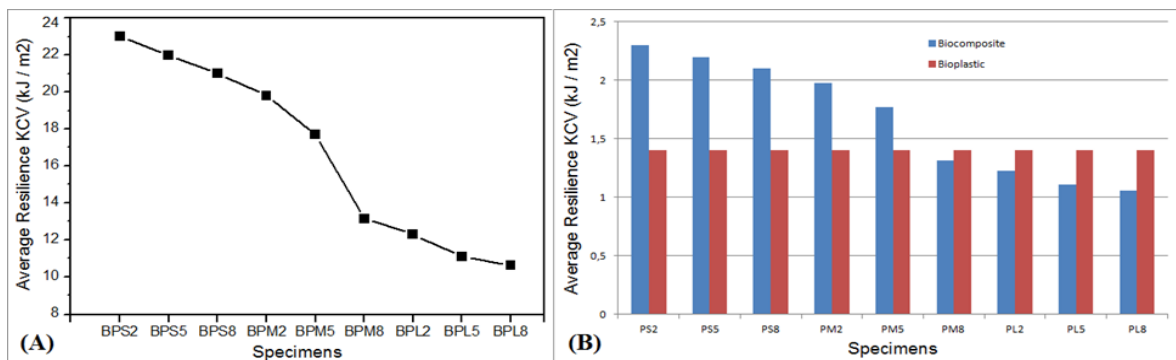 Average Resilience KCV (kJ / m2)
24
22
20
18
16
14
12
10
8
BPS2 BPS5 BPS8 BPM2 BPM5 BPM8 BPL2 BPL5 BPL8
Specimens
(A)
Average Resilience KCV (kJ / m2)
2,5
2
1,5
1
0,5
0
Biocomposite
Bioplastic
PS2 PS5 PS8 PM2 PM5 PM8 PL2 PL5 PL8
Specimens
(B)